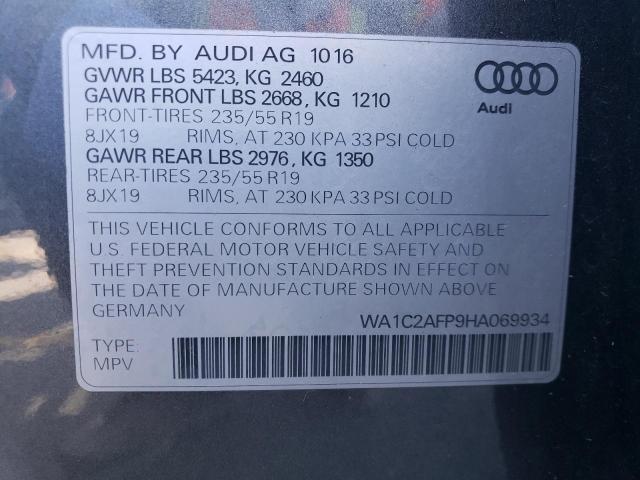 MFD. BY AUDI AG 10 16
GVWR LBS 5423, KG 2460
GAWR FRONT LBS 2668, KG 1210
FRONT-TIRES 235/55 R19
8JX19 RIMS, AT 230 KPA 33 PSI COLD
GAWR REAR LBS 2976, KG 1350
REAR-TIRES 235/55 R19
8JX19 RIMS, AT 230 KPA 33 PSI COLD
Audi
THIS VEHICLE CONFORMS TO ALL APPLICABLE
U.S. FEDERAL MOTOR VEHICLE SAFETY AND
THEFT PREVENTION STANDARDS IN EFFECT ON
THE DATE OF MANUFACTURE SHOWN ABOVE
GERMANY
WA1C2AFP9HA069934
TYPE:
MPV